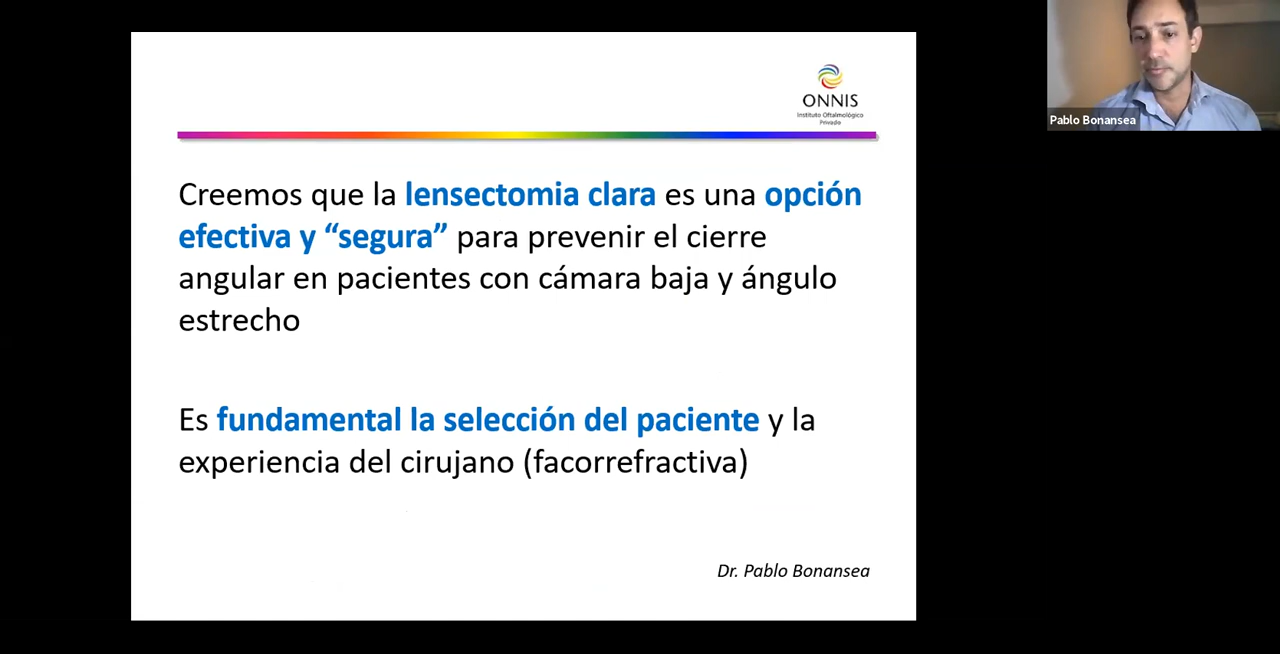 ONNIS
Instituto Oftalmológico
Privado
Pablo Bonansea
Creemos que la lensectomia clara es una opción
efectiva y “segura” para prevenir el cierre
angular en pacientes con cámara baja y ángulo
estrecho
Es fundamental la selección del paciente y la
experiencia del cirujano (facorrefractiva)
Dr. Pablo Bonansea